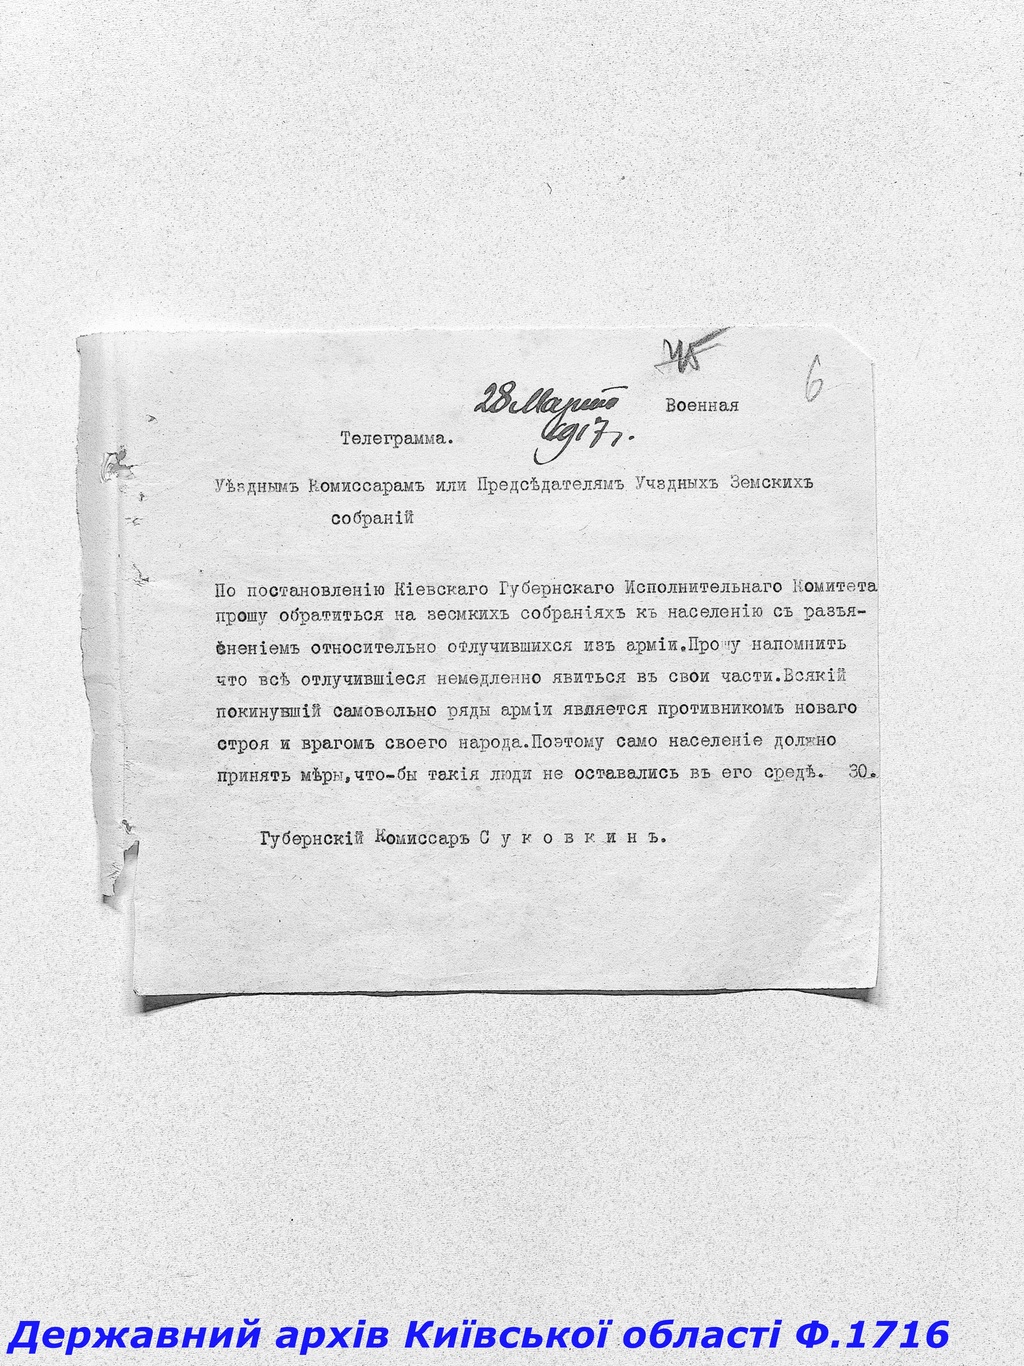 6
28 Марта
1917 г.
Военная
Телеграмма.
Уѣзднымъ Комиссарамъ или Предсѣдателямъ Учздныхъ Земскихъ
собраній
По постановленію Кіевскаго Губернскаго Исполнительнаго Комитета
прошу обратиться на зесмкихъ собраніяхъ къ населенію съ разъя-
сненіемъ относительно отлучившихся изъ арміи.Прошу напомнить
что всѣ отлучившіеся немедленно явиться въ свои части.Всякій
покинувшій самовольно ряды арміи является противникомъ новаго
строя и врагомъ своего народа.Поэтому само населеніе должно
принять мѣры,что-бы такія люди не оставались въ его средѣ. 30.
Губернскій Комиссаръ С у к о в к и н ъ.
Державний архів Київської області Ф.1716